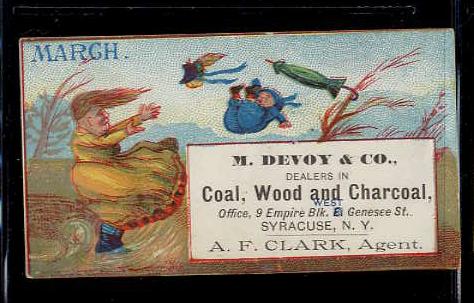 MARCH.
M. DEVOY & CO.,
DEALERS IN
Coal, Wood and Charcoal,
WEST
Office, 9 Empire Blk. E. Genesee St.
SYRACUSE, N. Y.
A. F. CLARK, Agent.